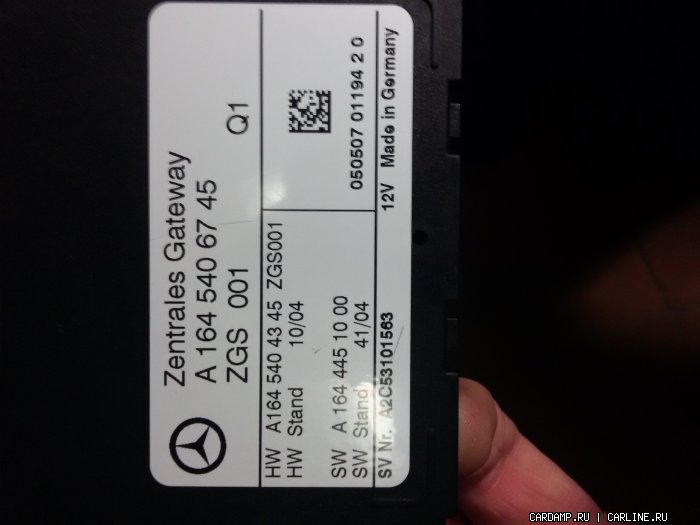 Zentrales Gateway
A 164 540 67 45
ZGS 001 Q1
HW A164 540 43 45 ZGS001
HW Stand 10/04
SW A 164 445 10 00
SW Stand 41/04
050507 01194 2 0
SV Nr. A2C53101563
12V Made in Germany
CARDAMP.RU | CARLINE.RU